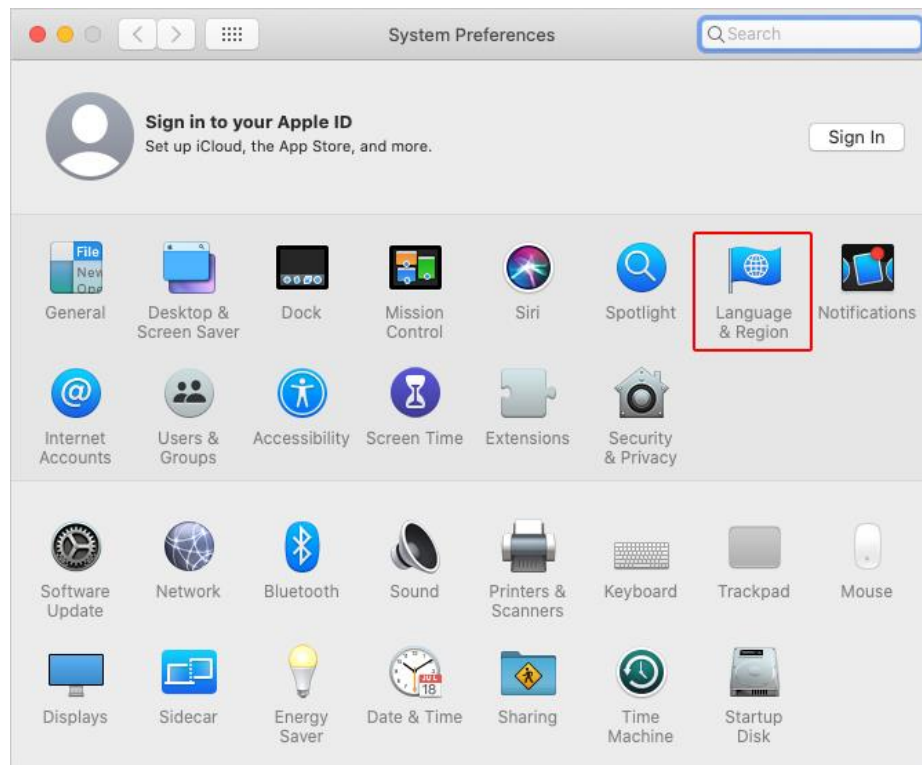 System Preferences
Search
Sign in to your Apple ID
Set up iCloud, the App Store, and more.
Sign In
File
New
Ope
General
Desktop &
Screen Saver
Dock
Mission
Control
Siri
Spotlight
Language
& Region
Notifications
@
Internet
Accounts
Users &
Groups
Accessibility
Screen Time
Extensions
Security
& Privacy
Software
Update
Network
Bluetooth
Sound
Printers &
Scanners
Keyboard
Trackpad
Mouse
JUL
18
Displays
Sidecar
Energy
Saver
Date & Time
Sharing
Time
Machine
Startup
Disk